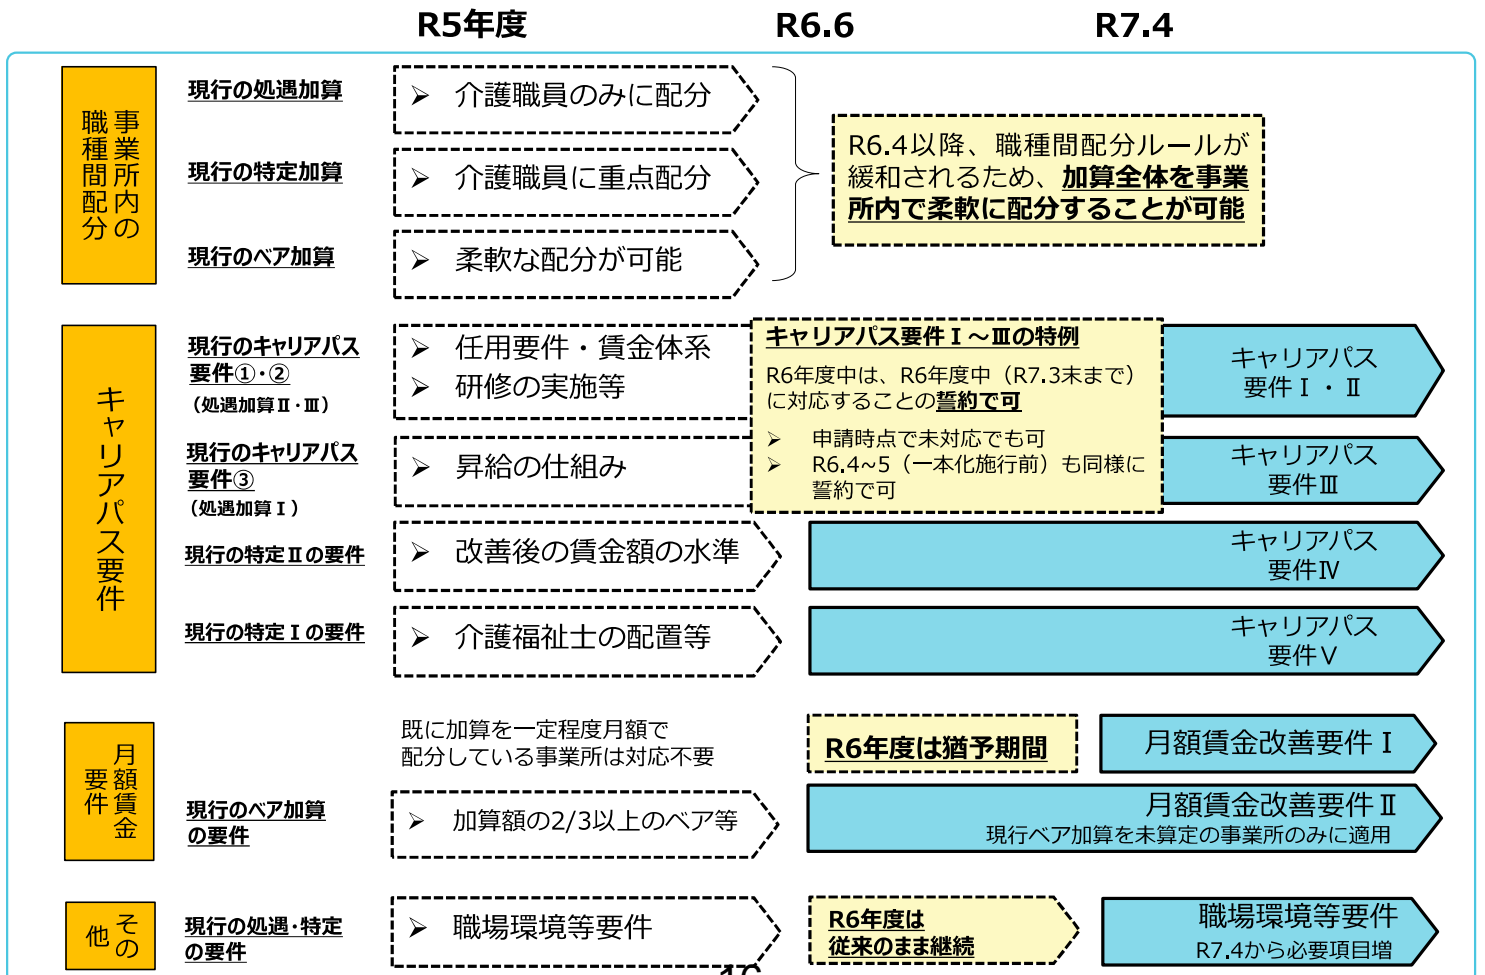 R5年度
R6.6
R7.4
事業所内の
職種間配分
現行の処遇加算
➢ 介護職員のみに配分
現行の特定加算
➢ 介護職員に重点配分
現行のベア加算
➢ 柔軟な配分が可能
R6.4以降、職種間配分ルールが
緩和されるため、加算全体を事業
所内で柔軟に配分することが可能
キャリアパス要件
現行のキャリアパス
要件①・②
（処遇加算Ⅱ・Ⅲ）
➢ 任用要件・賃金体系
➢ 研修の実施等
現行のキャリアパス
要件③
（処遇加算Ⅰ）
➢ 昇給の仕組み
キャリアパス要件Ⅰ～Ⅲの特例
R6年度中は、R6年度中（R7.3末まで）
に対応することの誓約で可
➢ 申請時点で未対応でも可
➢ R6.4~5（一本化施行前）も同様に
誓約で可
キャリアパス
要件Ⅰ・Ⅱ
キャリアパス
要件Ⅲ
現行の特定Ⅱの要件
➢ 改善後の賃金額の水準
キャリアパス
要件Ⅳ
現行の特定Ⅰの要件
➢ 介護福祉士の配置等
キャリアパス
要件Ⅴ
月額賃金
要件
既に加算を一定程度月額で
配分している事業所は対応不要
R6年度は猶予期間
月額賃金改善要件Ⅰ
現行のベア加算
の要件
➢ 加算額の2/3以上のベア等
月額賃金改善要件Ⅱ
現行ベア加算を未算定の事業所のみに適用
その
他
現行の処遇・特定
の要件
➢ 職場環境等要件
R6年度は
従来のまま継続
職場環境等要件
R7.4から必要項目増